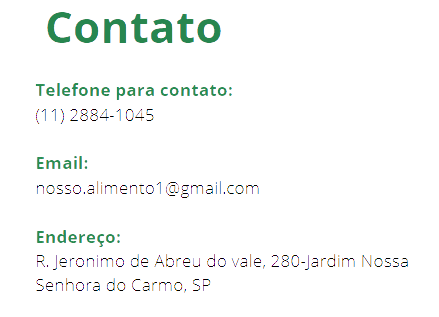 Contato
Telefone para contato:
(11) 2884-1045
Email:
nosso.alimento1@gmail.com
Endereço:
R. Jeronimo de Abreu do vale, 280-Jardim Nossa
Senhora do Carmo, SP